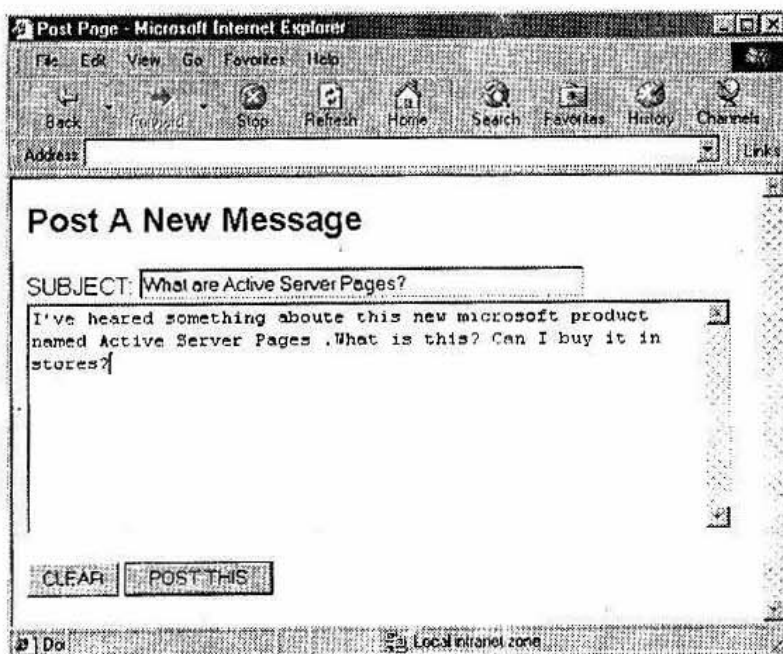 Post Page - Microsoft Internet Explorer
File Edit View Go Favorites Help
Back Forward Stop Refresh Home Search Favorites History Channels
Address Links
Post A New Message
SUBJECT: What are Active Server Pages?
I've heared something aboute this new microsoft product
named Active Server Pages .What is this? Can I buy it in
stores?
CLEAR POST THIS
Do Local intranet zone